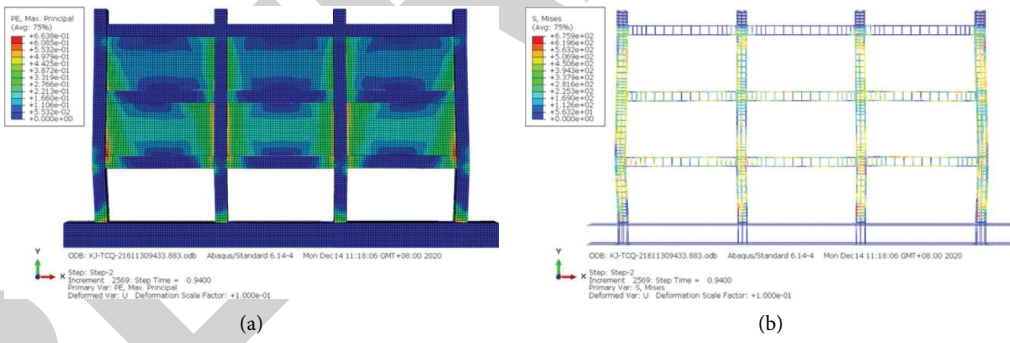 PE, Max. Principal
(Avg: 75%)
+6.638e-01
+6.085e-01
+5.532e-01
+4.979e-01
+4.425e-01
+3.872e-01
+3.319e-01
+2.766e-01
+2.213e-01
+1.660e-01
+1.106e-01
+5.532e-02
+0.000e+00
Y
X
ODB: KJ-TCQ-21611309433.883.odb Abaqus/Standard 6.14-4 Mon Dec14 11:18:06 GMT+08:00 2020
Step: Step-2
Increment 2569: Step Time = 0.9400
Primary Var: PE, Max. Principal
Deformed Var: U Deformation Scale Factor: +1.000e-01
(a)
S, Mises
(Avg: 75%)
+6.759e+02
+6.196e+02
+5.632e+02
+5.069e+02
+4.506e+02
+3.943e+02
+3.379e+02
+2.816e+02
+2.253e+02
+1.690e+02
+1.126e+02
+5.632e+01
+0.000e+00
Y
X
ODB: KJ-TCQ-21611309433.883.odb Abaqus/Standard 6.14-4 Mon Dec14 11:18:06 GMT+08:00 2020
Step: Step-2
Increment 2569: Step Time = 0.9400
Primary Var: S, Mises
Deformed Var: U Deformation Scale Factor: +1.000e-01
(b)